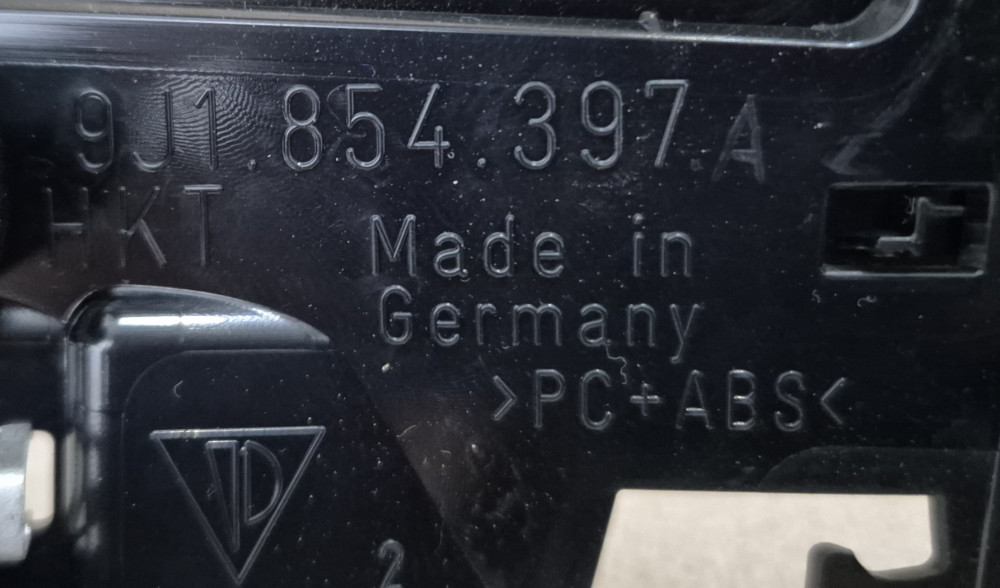 9J1.854.397.A
HKT
Made in
Germany
>PC+ABS<
2